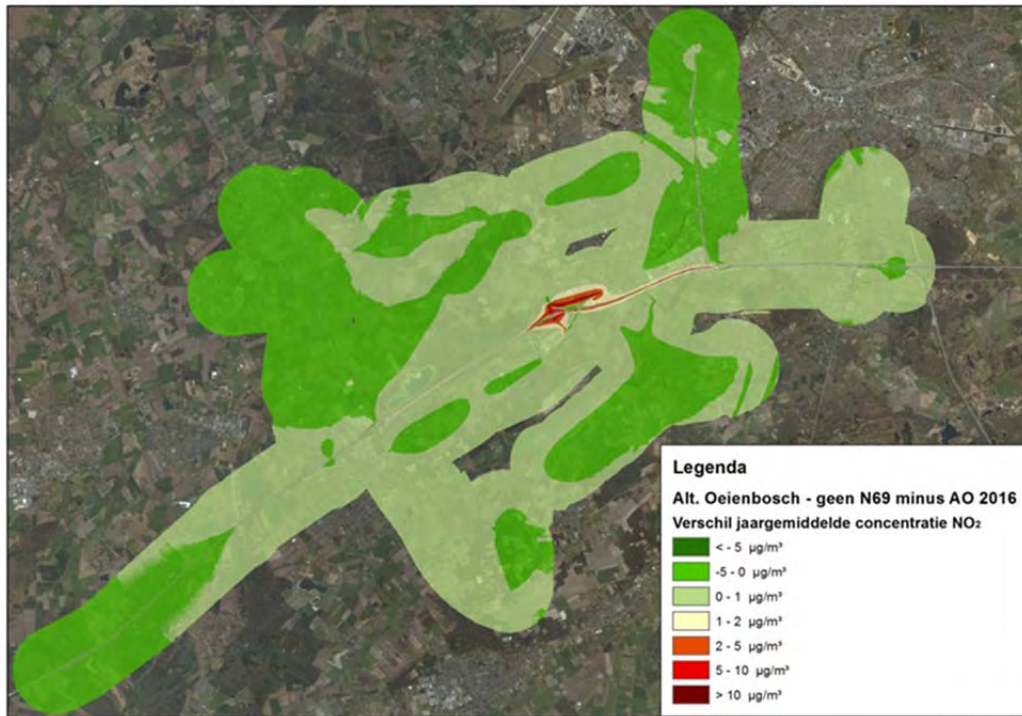 Legenda
Alt. Oeienbosch - geen N69 minus AO 2016
Verschil jaargemiddelde concentratie NO₂
< - 5 µg/m³
-5 - 0 µg/m³
0 - 1 µg/m³
1 - 2 µg/m³
2 - 5 µg/m³
5 - 10 µg/m³
> 10 µg/m³